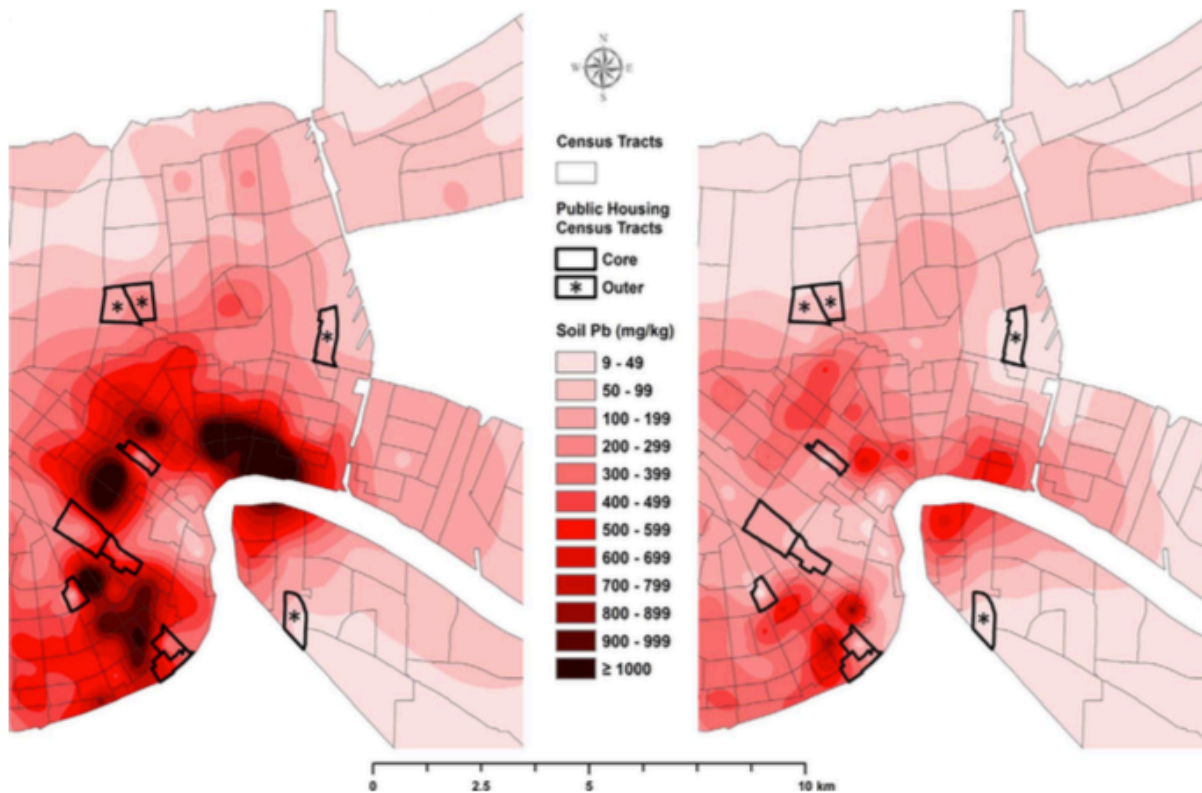 N
W E
S
Census Tracts
Public Housing
Census Tracts
Core
* Outer
Soil Pb (mg/kg)
9 - 49
50 - 99
100 - 199
200 - 299
300 - 399
400 - 499
500 - 599
600 - 699
700 - 799
800 - 899
900 - 999
≥ 1000
* *
*
*
* *
*
*
0 2.5 5 10 km